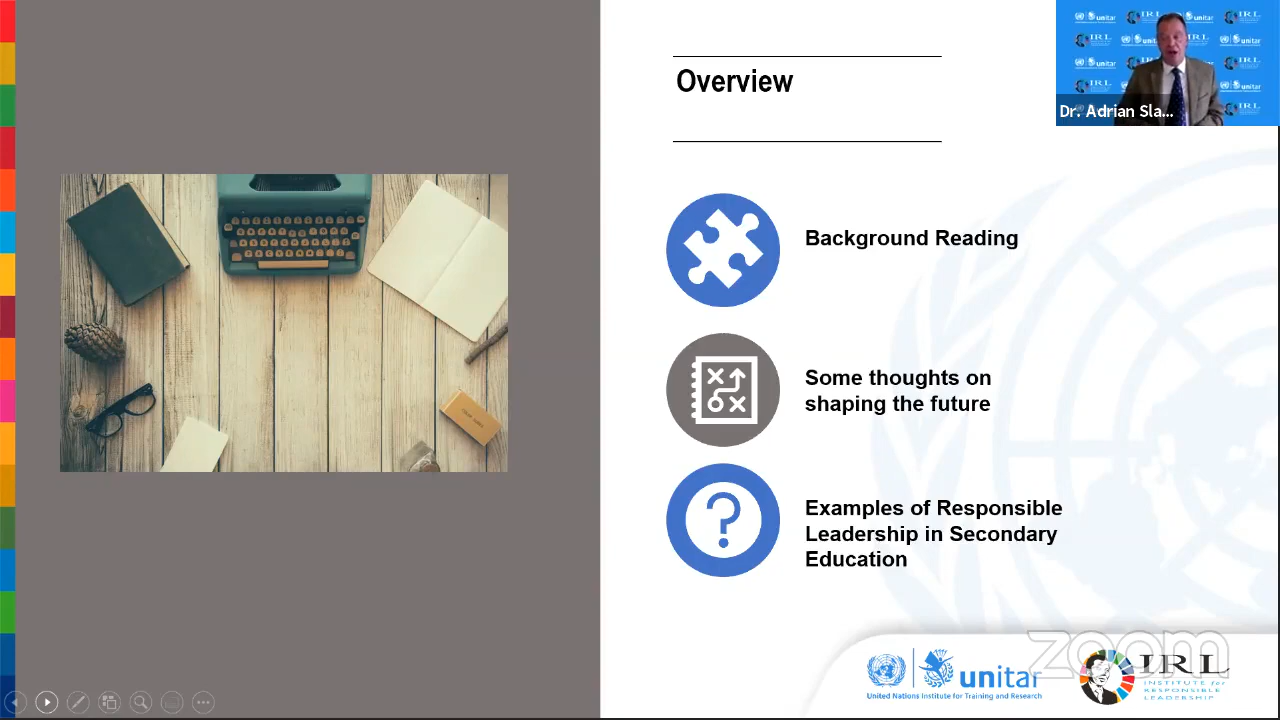 Overview
Dr. Adrian Sla...
Background Reading
Some thoughts on
shaping the future
Examples of Responsible
Leadership in Secondary
Education
unitar
United Nations Institute for Training and Research
zoom
IRL
INSTITUTE for
RESPONSIBLE
LEADERSHIP